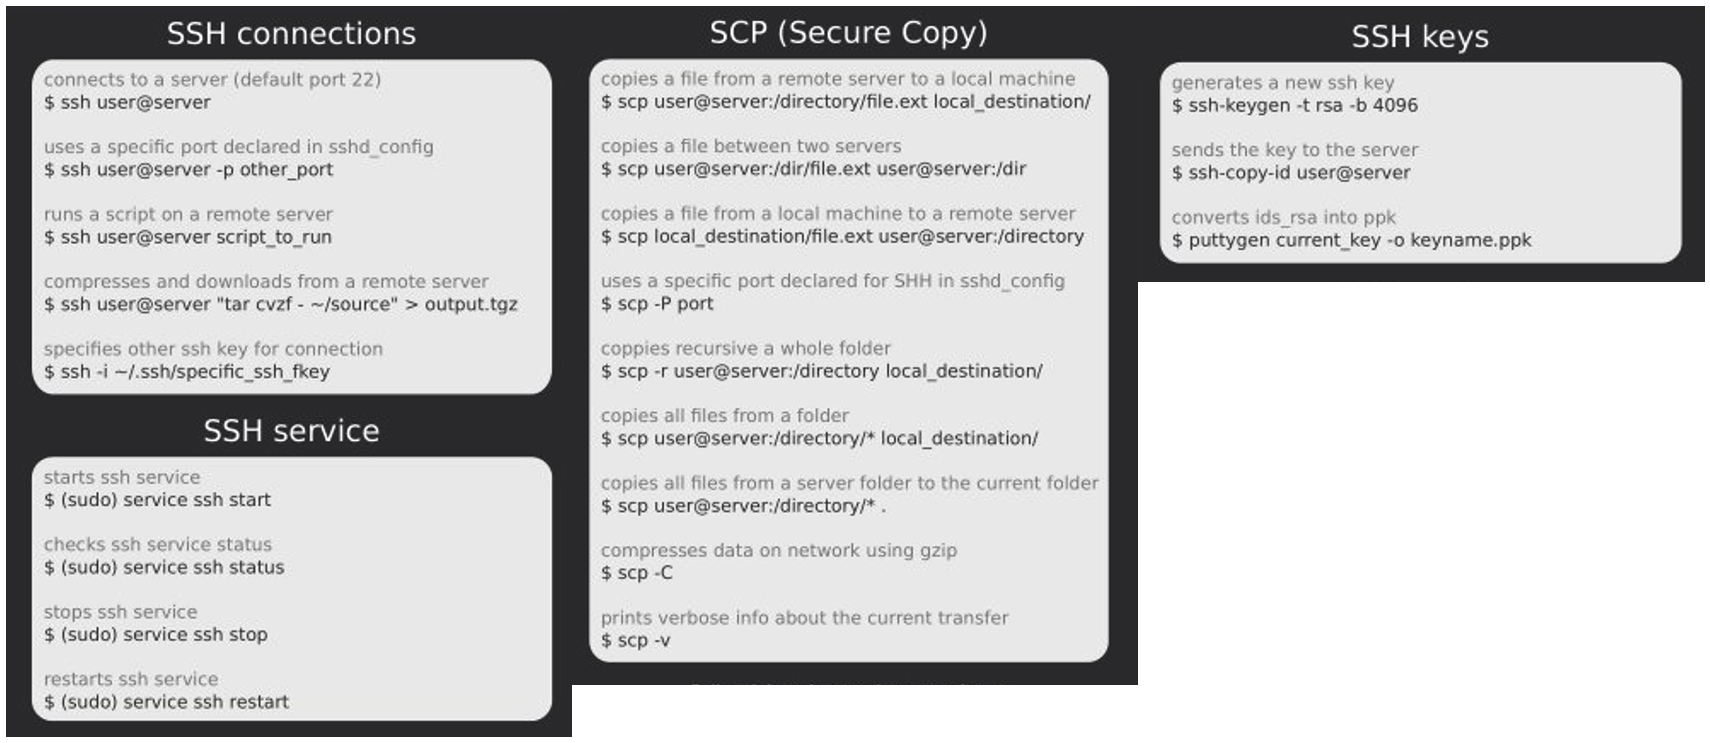 SSH connections
connects to a server (default port 22)
$ ssh user@server
uses a specific port declared in sshd_config
$ ssh user@server -p other_port
runs a script on a remote server
$ ssh user@server script_to_run
compresses and downloads from a remote server
$ ssh user@server "tar cvzf - ~/source" > output.tgz
specifies other ssh key for connection
$ ssh -i ~/.ssh/specific_ssh_fkey
SSH service
starts ssh service
$ (sudo) service ssh start
checks ssh service status
$ (sudo) service ssh status
stops ssh service
$ (sudo) service ssh stop
restarts ssh service
$ (sudo) service ssh restart
SCP (Secure Copy)
copies a file from a remote server to a local machine
$ scp user@server:/directory/file.ext local_destination/
copies a file between two servers
$ scp user@server:/dir/file.ext user@server:/dir
copies a file from a local machine to a remote server
$ scp local_destination/file.ext user@server:/directory
uses a specific port declared for SHH in sshd_config
$ scp -P port
coppies recursive a whole folder
$ scp -r user@server:/directory local_destination/
copies all files from a folder
$ scp user@server:/directory/* local_destination/
copies all files from a server folder to the current folder
$ scp user@server:/directory/* .
compresses data on network using gzip
$ scp -C
prints verbose info about the current transfer
$ scp -v
SSH keys
generates a new ssh key
$ ssh-keygen -t rsa -b 4096
sends the key to the server
$ ssh-copy-id user@server
converts ids_rsa into ppk
$ puttygen current_key -o keyname.ppk